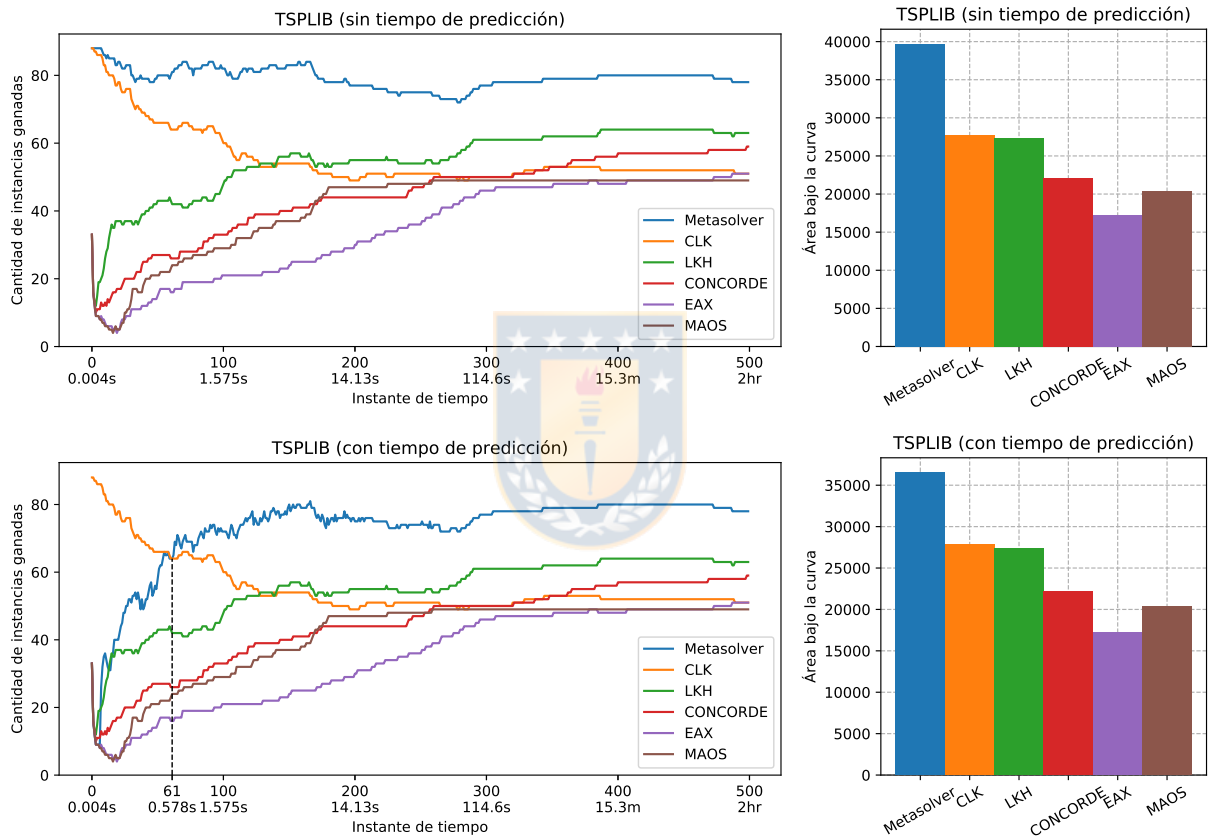 TSPLIB (sin tiempo de predicción)
Cantidad de instancias ganadas
80
60
40
20
0
Metasolver
CLK
LKH
CONCORDE
EAX
MAOS
0 100 200 300 400 500
0.004s 1.575s 14.13s 114.6s 15.3m 2hr
Instante de tiempo
TSPLIB (sin tiempo de predicción)
Área bajo la curva
40000
35000
30000
25000
20000
15000
10000
5000
0
Metasolver CLK LKH CONCORDE EAX MAOS
TSPLIB (con tiempo de predicción)
Cantidad de instancias ganadas
80
60
40
20
0
Metasolver
CLK
LKH
CONCORDE
EAX
MAOS
0 61 100 200 300 400 500
0.004s 0.578s 1.575s 14.13s 114.6s 15.3m 2hr
Instante de tiempo
TSPLIB (con tiempo de predicción)
Área bajo la curva
35000
30000
25000
20000
15000
10000
5000
0
Metasolver CLK LKH CONCORDE EAX MAOS